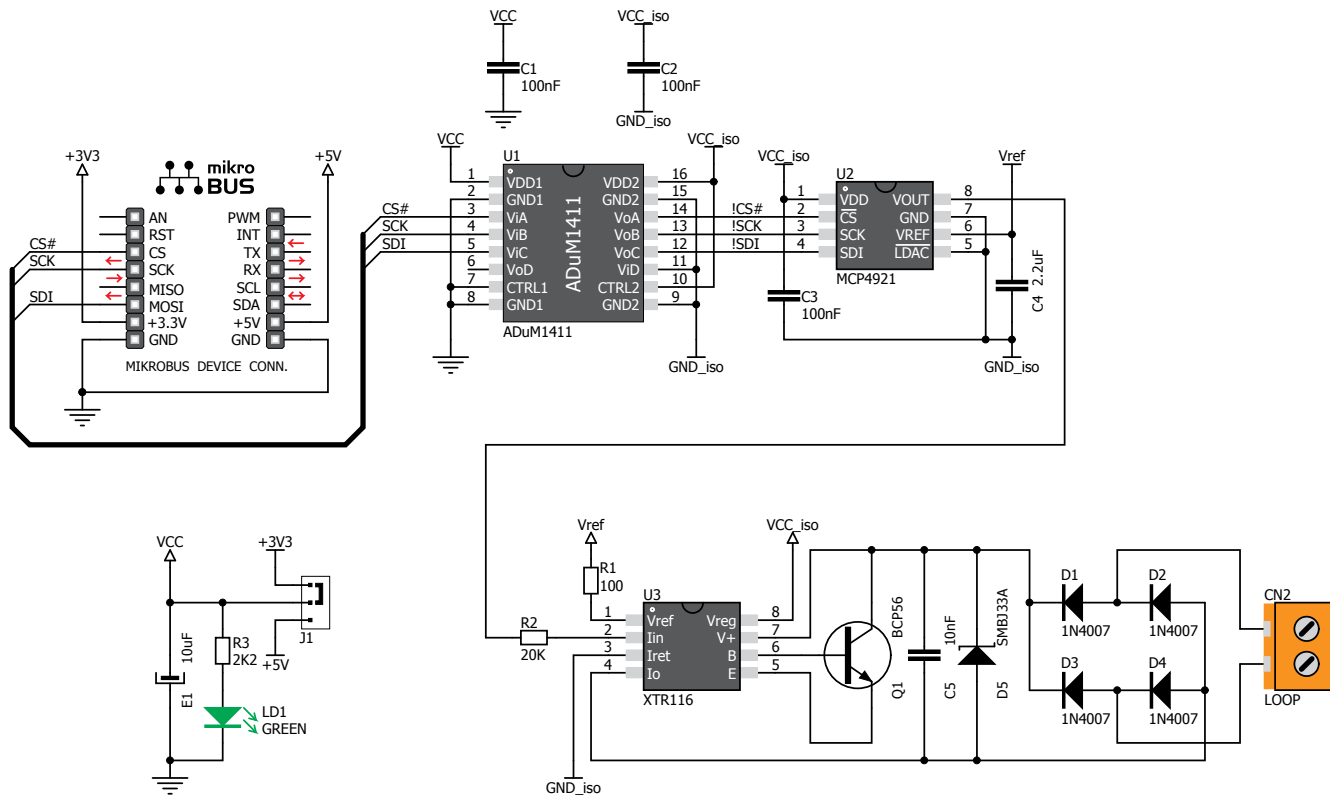 VCC
VCC_iso
C1
100nF
C2
100nF
GND_iso
+3V3
mikro
BUS
+5V
AN
RST
CS
SCK
MISO
MOSI
+3.3V
GND
PWM
INT
TX
RX
SCL
SDA
+5V
GND
MIKROBUS DEVICE CONN.
CS#
SCK
SDI
CS#
SCK
SDI
VCC
U1
1 VDD1 VDD2 16
2 GND1 GND2 15
3 ViA VoA 14
4 ViB VoB 13
5 ViC VoC 12
6 VoD ViD 11
7 CTRL1 CTRL2 10
8 GND1 GND2 9
ADuM1411
ADuM1411
VCC_iso
GND_iso
!CS#
!SCK
!SDI
VCC_iso
U2
1 VDD VOUT 8
2 CS GND 7
3 SCK VREF 6
4 SDI LDAC 5
MCP4921
C3
100nF
Vref
C4 2.2uF
GND_iso
VCC
E1 10uF
R3
2K2
LD1
GREEN
+3V3
J1
+5V
Vref
R1
100
R2
20K
VCC_iso
U3
1 Vref Vreg 8
2 Iin V+ 7
3 Iret B 6
4 Io E 5
XTR116
GND_iso
Q1 BCP56
C5 10nF
D5 SMBJ33A
D1
1N4007
D2
1N4007
D3
1N4007
D4
1N4007
CN2
LOOP